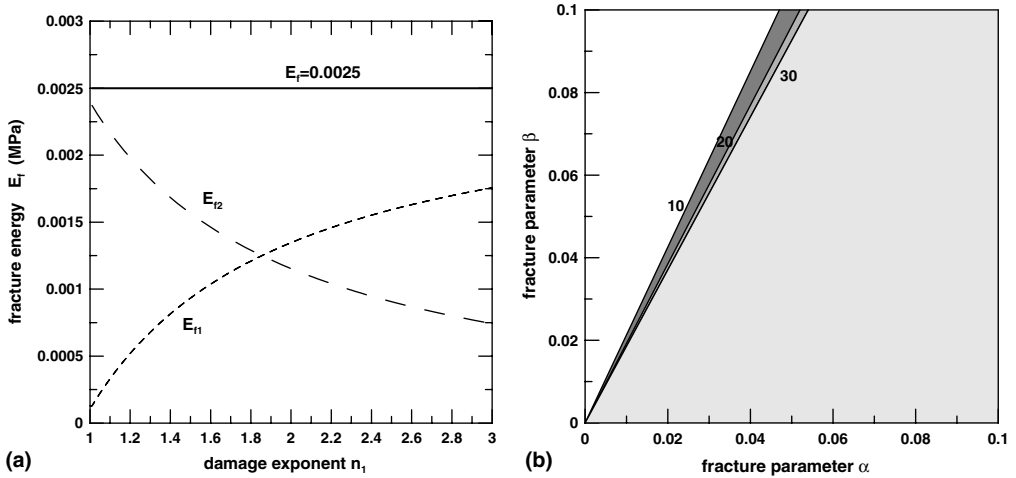 0.003
0.0025
0.002
0.0015
0.001
0.0005
0
fracture energy E_f (MPa)
E_f=0.0025
E_f2
E_f1
1 1.2 1.4 1.6 1.8 2 2.2 2.4 2.6 2.8 3
damage exponent n_1
(a)
0.1
0.08
0.06
0.04
0.02
0
fracture parameter β
30
20
10
0 0.02 0.04 0.06 0.08 0.1
fracture parameter α
(b)